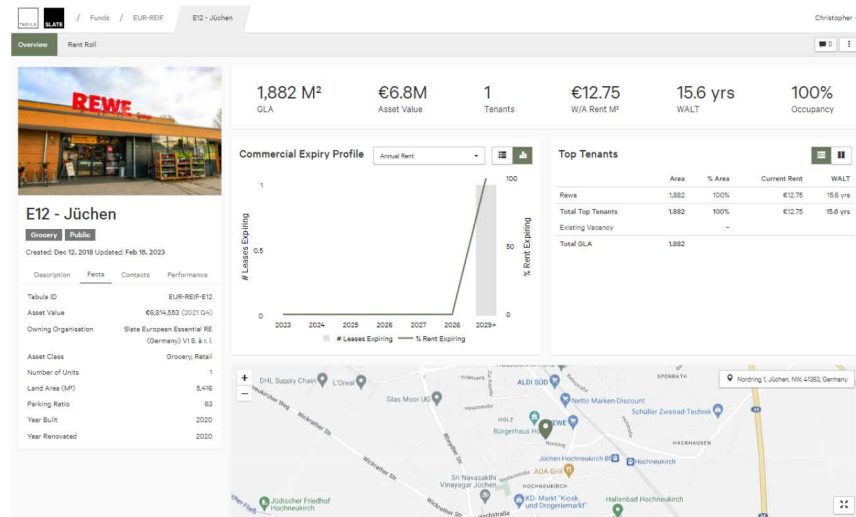 TABULA SLATE / Funds / EUR-REIF E12 - Jüchen Christopher
Overview Rent Roll 0
REWE
1,882 M² €6.8M 1 €12.75 15.6 yrs 100%
GLA Asset Value Tenants W/A Rent M² WALT Occupancy
E12 - Jüchen
Grocery Public
Created: Dec 12, 2018 Updated: Feb 16, 2023
Description Facts Contacts Performance
Tabula ID EUR-REIF-E12
Asset Value €6,814,553 (2021 Q4)
Owning Organisation Slate European Essential RE
(Germany) VI S. à r. l.
Asset Class Grocery, Retail
Number of Units 1
Land Area (M²) 5,416
Parking Ratio 63
Year Built 2020
Year Renovated 2020
Commercial Expiry Profile Annual Rent
1 100
0.5 50
0 0
# Leases Expiring
% Rent Expiring
2023 2024 2025 2026 2027 2028 2029+
# Leases Expiring % Rent Expiring
Top Tenants
Area % Area Current Rent WALT
Rewe 1,882 100% €12.75 15.6 yrs
Total Top Tenants 1,882 100% €12.75 15.6 yrs
Existing Vacancy –
Total GLA 1,882
+
−
Nordring 1, Jüchen, NW, 41363, Germany
DHL Supply Chain L'Oreal ALDI SÜD SPENRATH
Glas Moor UG Netto Marken-Discount
Schüller Zweirad-Technik
HOLZ REWE
Bürgerhaus
Nordring HACKHAUSEN
Jüchen Hochneukirch Hochneukirch
ADA Grill
Sri Navasakthi
Vinayagar Jüchen HOCHNEUKIRCH
Jüdischer Friedhof
Hochneukirch
KD- Markt "Kiosk
und Drogeriemarkt"
Hallenbad Hochneukirch
Wickrather Str.
Wickrather Str.
Wickrather Str.